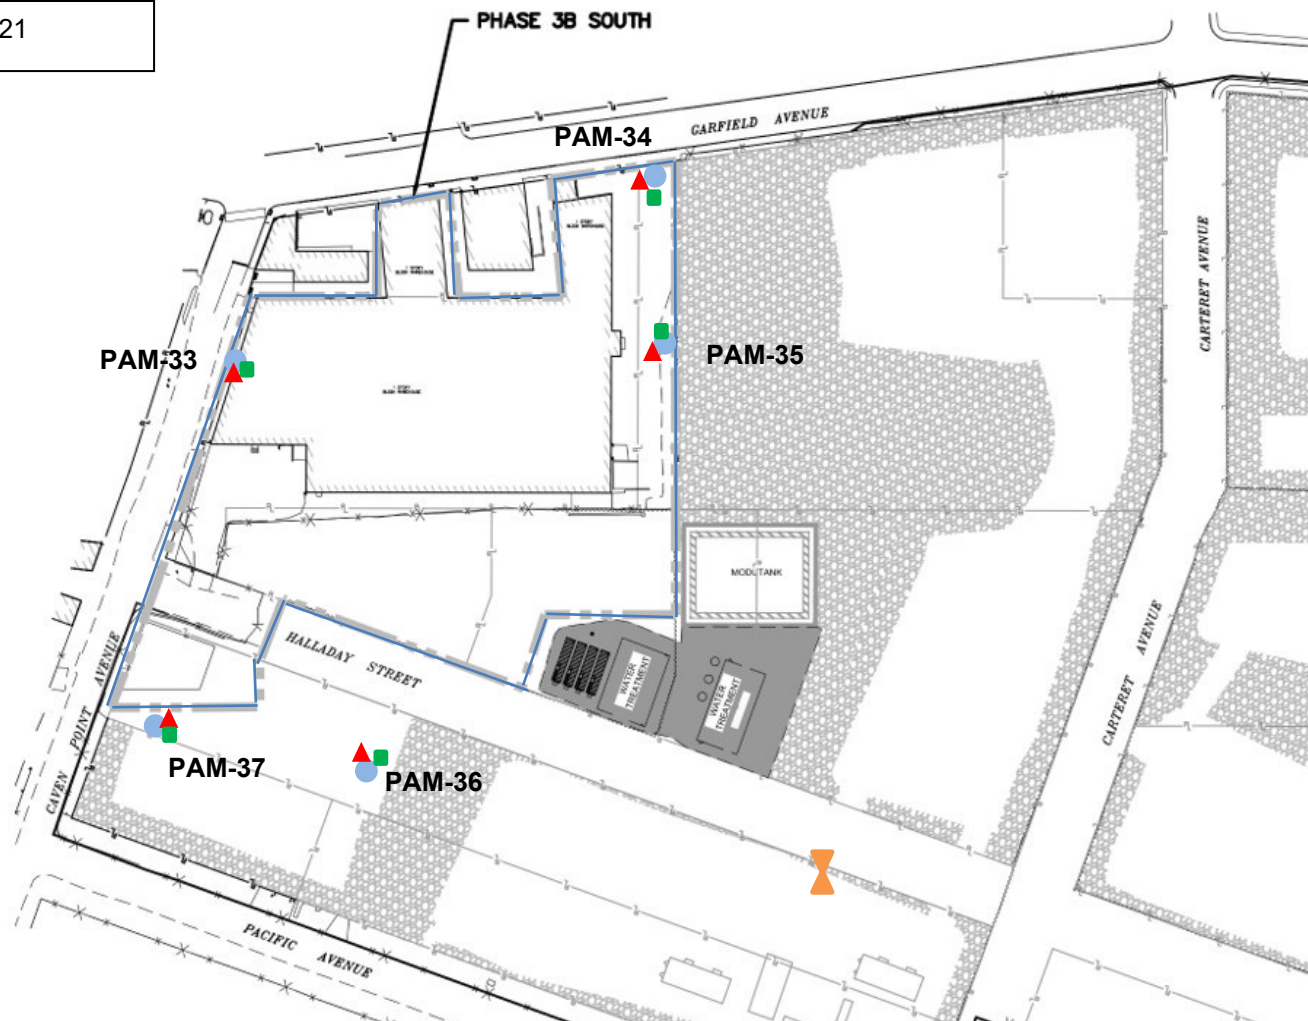 21
PHASE 3B SOUTH
PAM-34
GARFIELD AVENUE
PAM-33
PAM-35
CARTERET AVENUE
MODUTANK
HALLADAY STREET
WATER
TREATMENT
WATER
TREATMENT
CAVEN POINT AVENUE
CARTERET AVENUE
PAM-37
PAM-36
PACIFIC
AVENUE